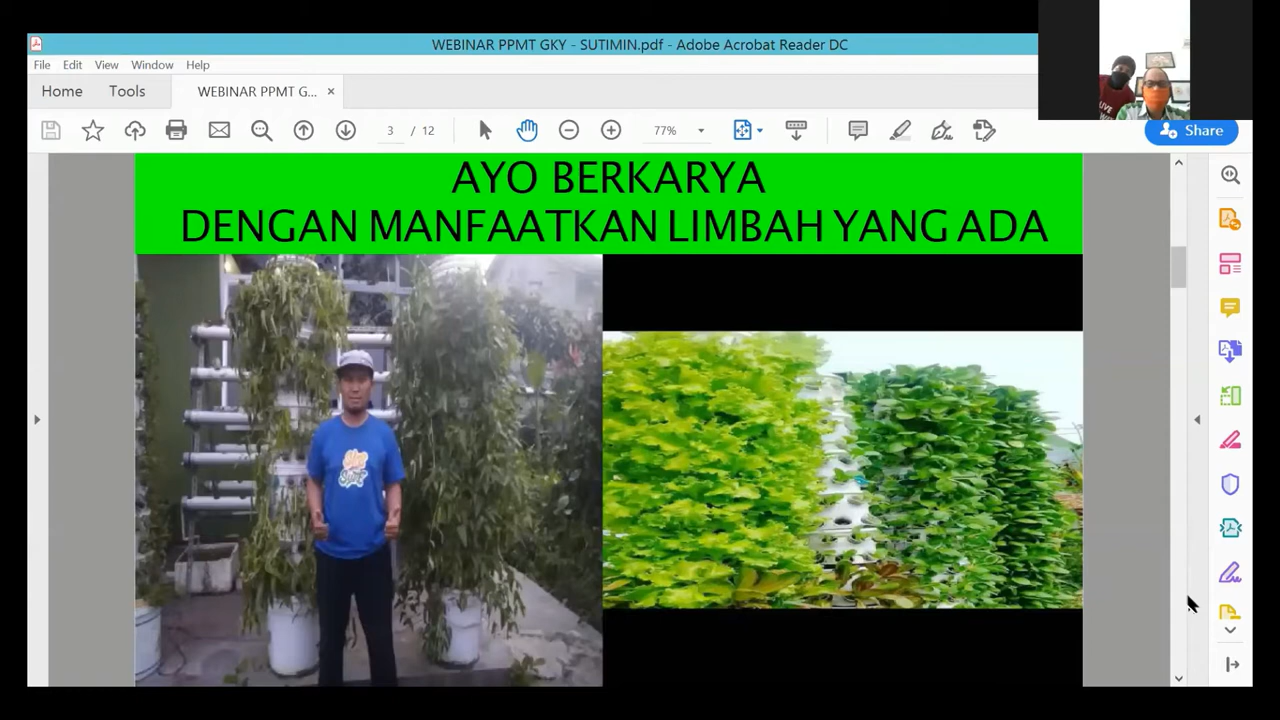 WEBINAR PPMT GKY - SUTIMIN.pdf - Adobe Acrobat Reader DC
File Edit View Window Help
Home Tools WEBINAR PPMT G... ×
3 / 12 77% Share
AYO BERKARYA
DENGAN MANFAATKAN LIMBAH YANG ADA